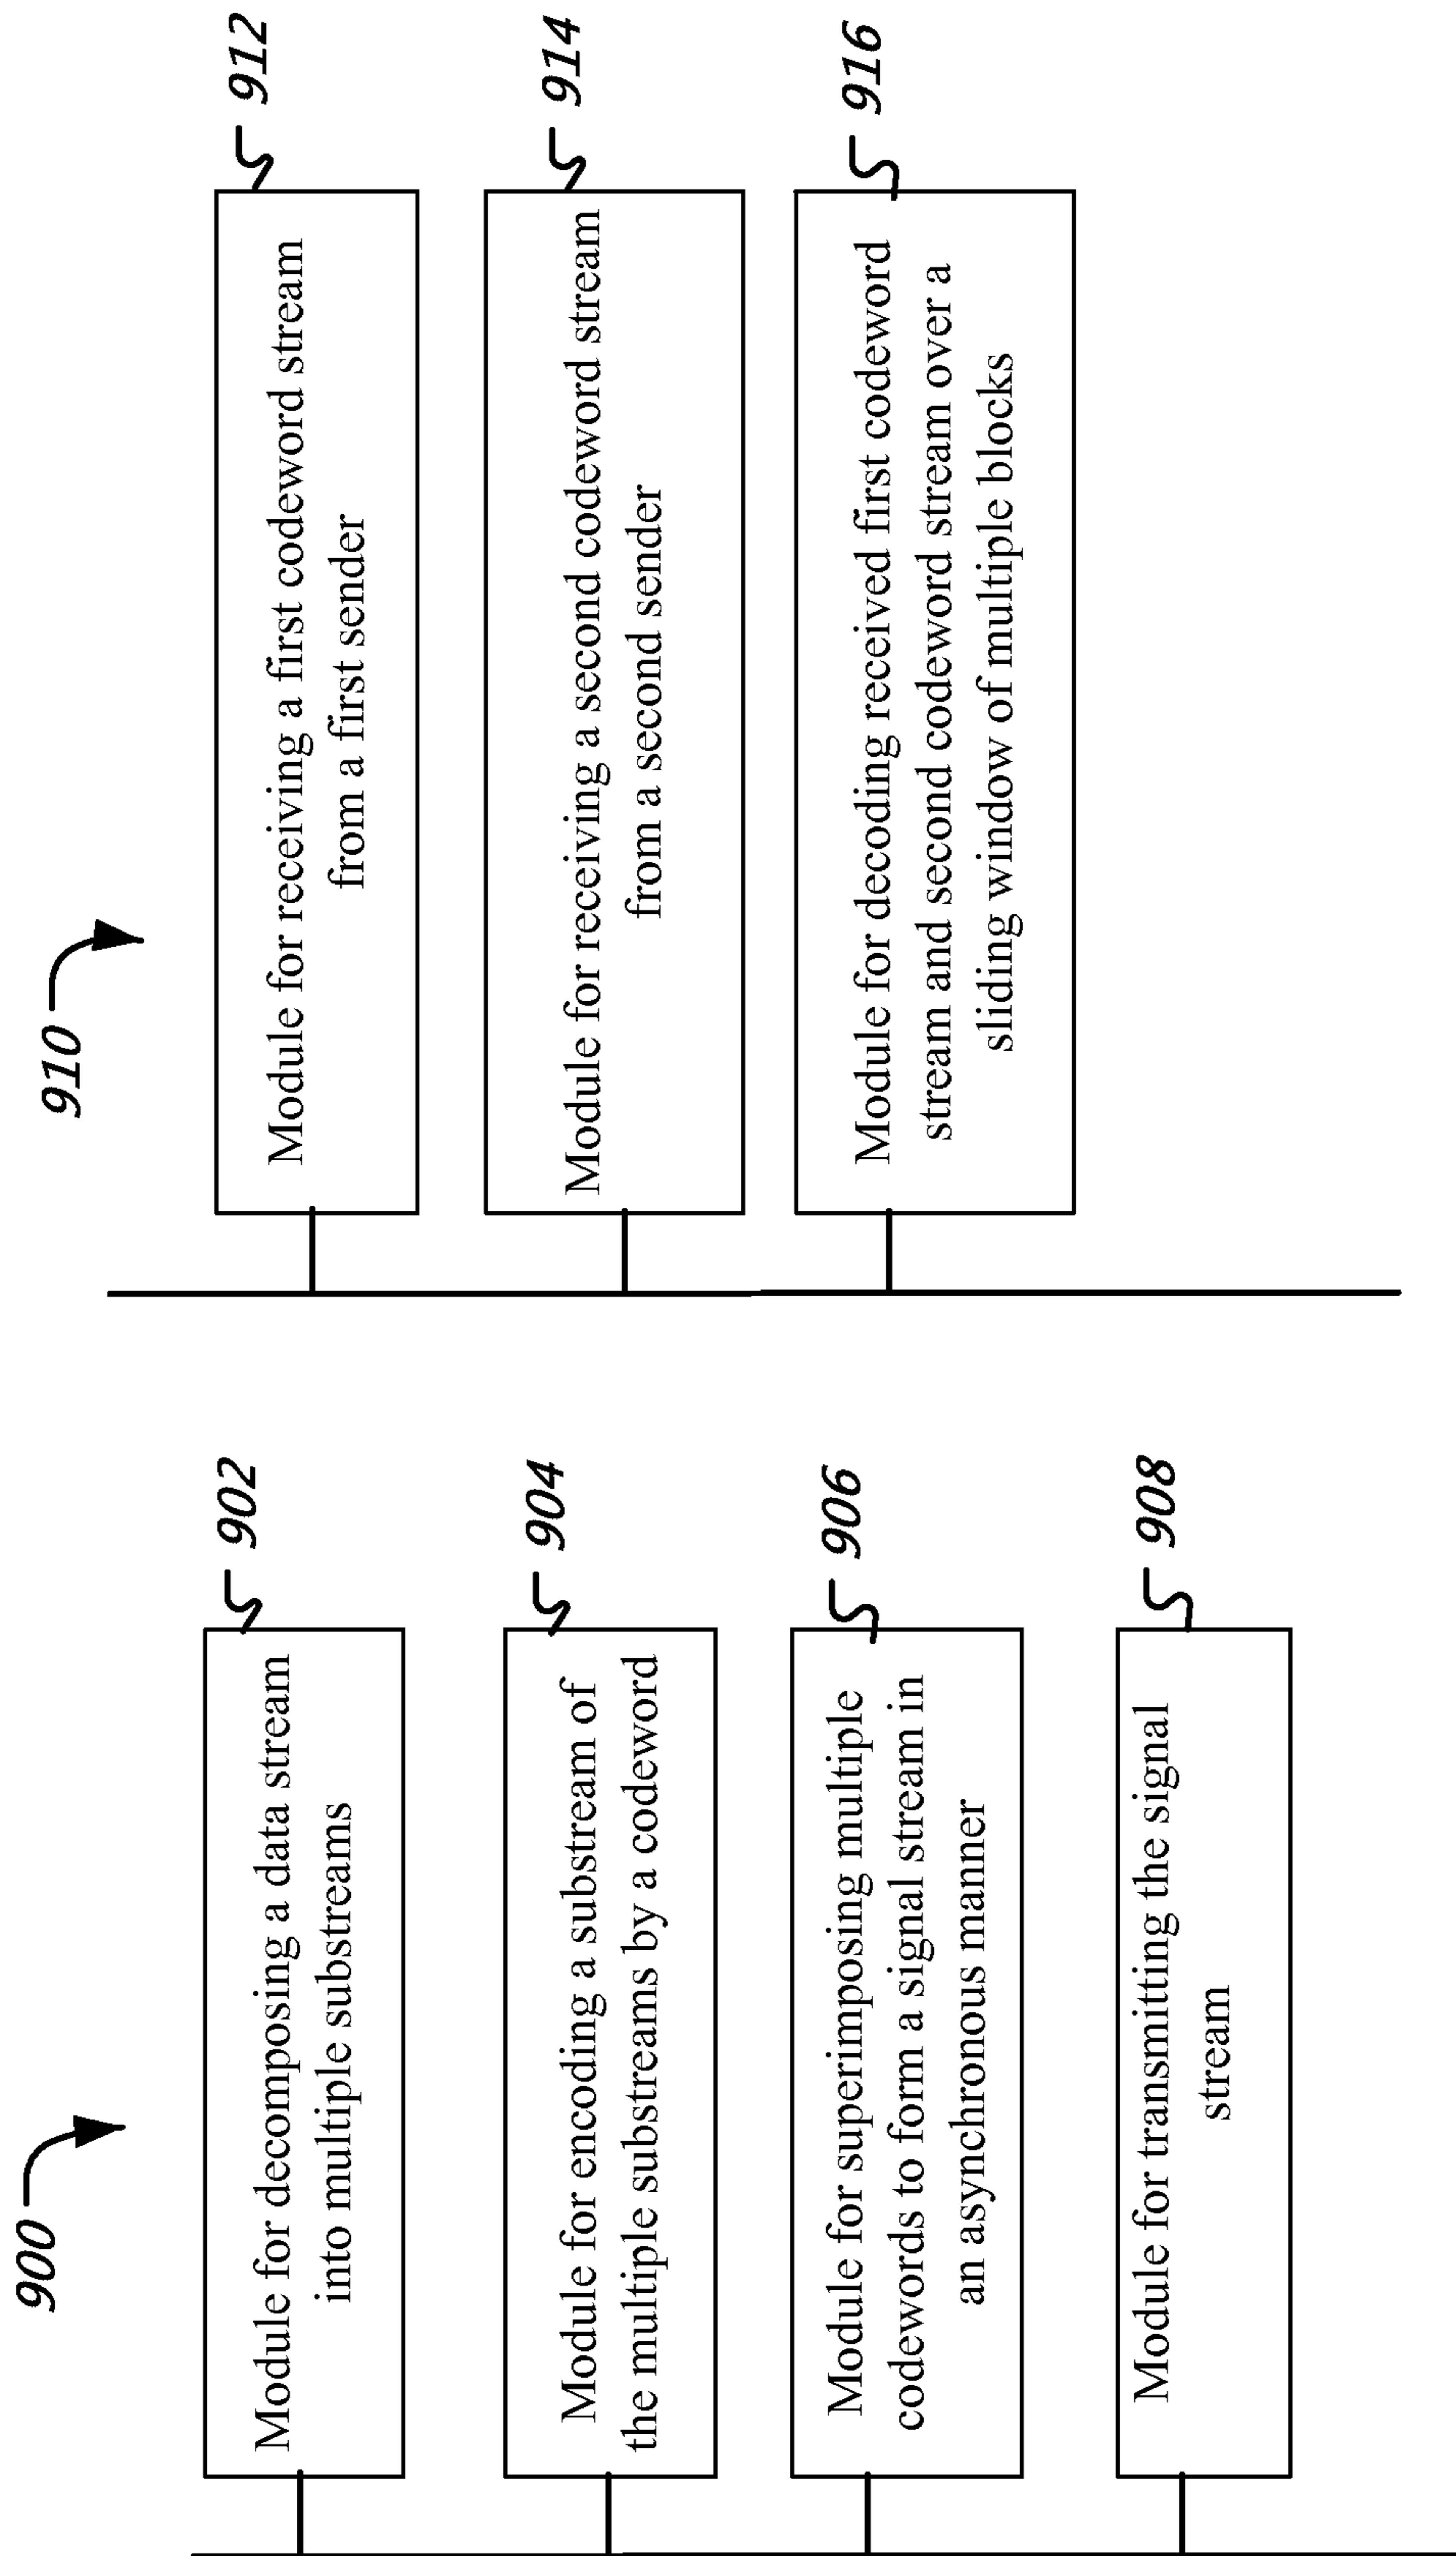 900
Module for decomposing a data stream
into multiple substreams
902
Module for encoding a substream of
the multiple substreams by a codeword
904
Module for superimposing multiple
codewords to form a signal stream in
an asynchronous manner
906
Module for transmitting the signal
stream
908
910
Module for receiving a first codeword stream
from a first sender
912
Module for receiving a second codeword stream
from a second sender
914
Module for decoding received first codeword
stream and second codeword stream over a
sliding window of multiple blocks
916